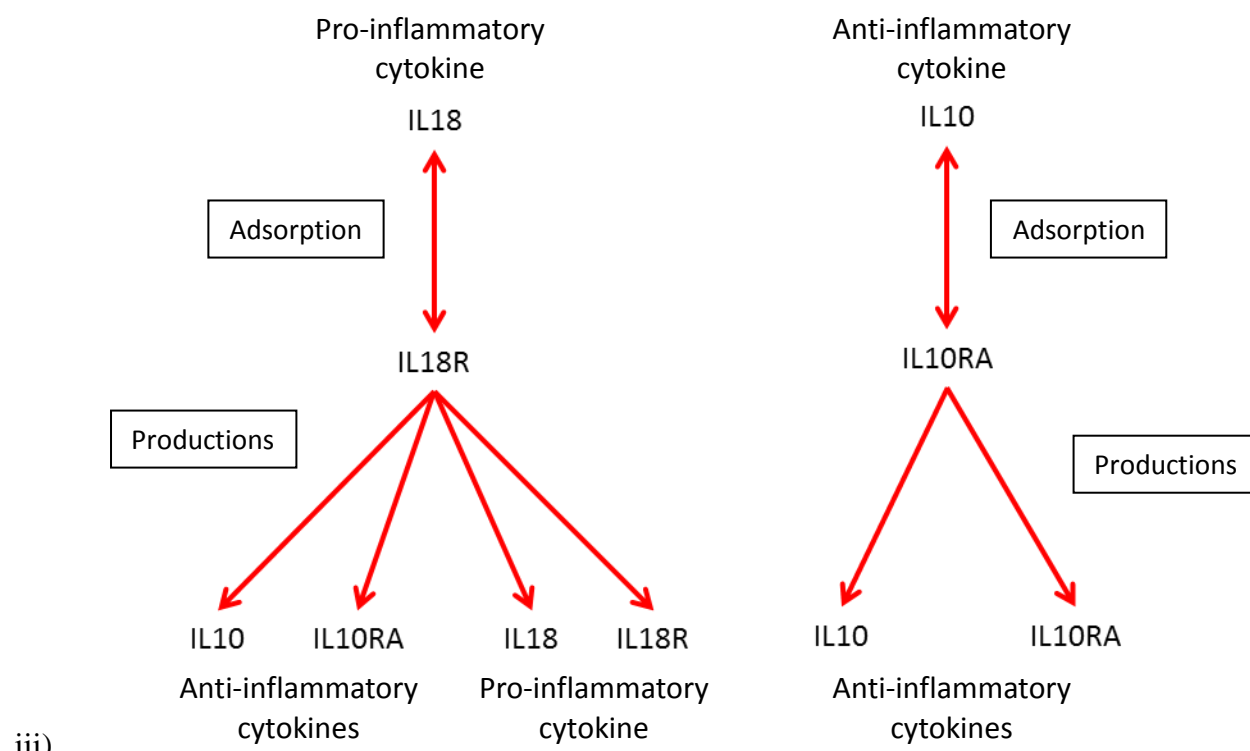 Pro-inflammatory
cytokine
IL18
Adsorption
IL18R
Productions
IL10
IL10RA
IL18
IL18R
Anti-inflammatory
cytokines
Pro-inflammatory
cytokine
Anti-inflammatory
cytokine
IL10
Adsorption
IL10RA
Productions
IL10
IL10RA
Anti-inflammatory
cytokines
iii)